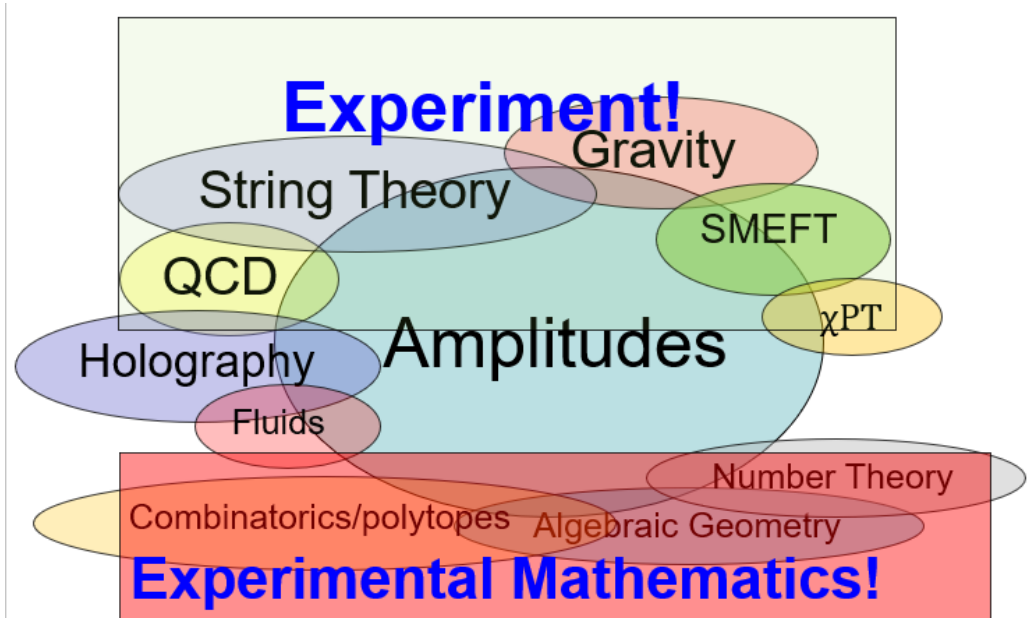 Experiment!
Gravity
String Theory
SMEFT
QCD
χPT
Amplitudes
Holography
Fluids
Number Theory
Combinatorics/polytopes
Algebraic Geometry
Experimental Mathematics!